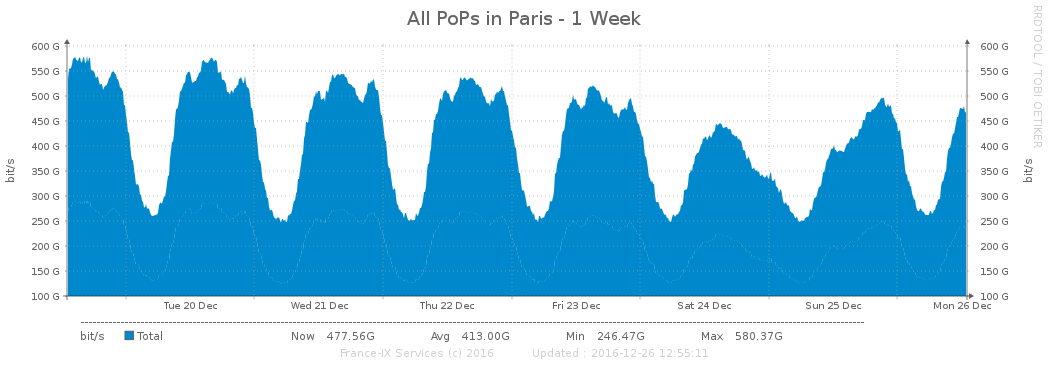 All PoPs in Paris - 1 Week
RRDTOOL / TOBI OETIKER
bit/s
600 G
550 G
500 G
450 G
400 G
350 G
300 G
250 G
200 G
150 G
100 G
600 G
550 G
500 G
450 G
400 G
350 G
300 G
250 G
200 G
150 G
100 G
bit/s
Tue 20 Dec Wed 21 Dec Thu 22 Dec Fri 23 Dec Sat 24 Dec Sun 25 Dec Mon 26 Dec
bit/s Total Now 477.56G Avg 413.00G Min 246.47G Max 580.37G
France-IX Services (c) 2016 Updated : 2016-12-26 12:55:11